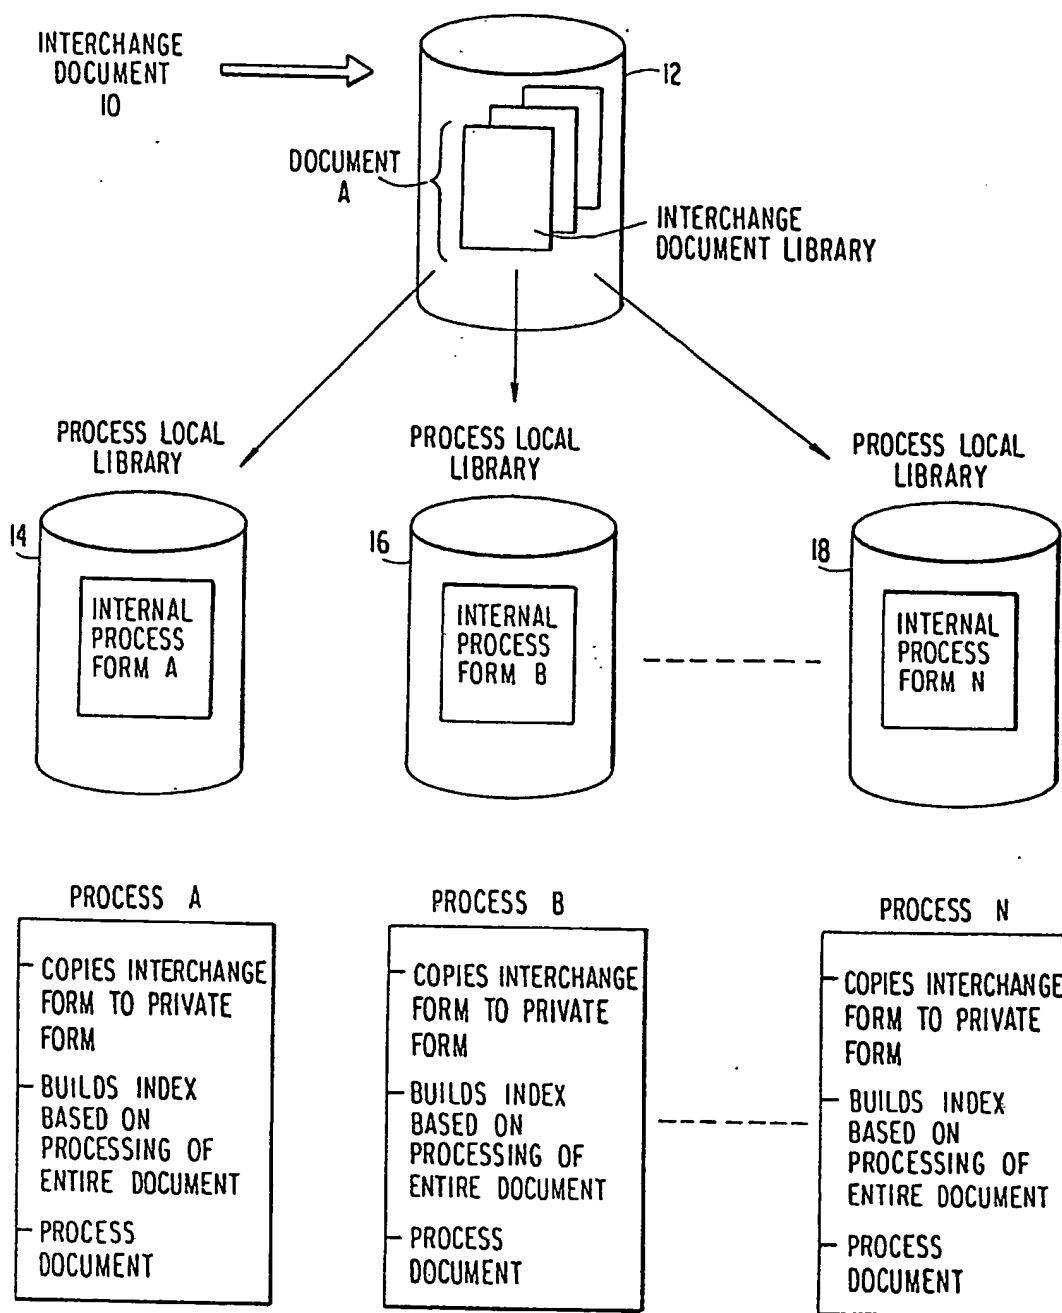 INTERCHANGE
DOCUMENT
10
12
DOCUMENT
A
INTERCHANGE
DOCUMENT LIBRARY
PROCESS LOCAL
LIBRARY
PROCESS LOCAL
LIBRARY
PROCESS LOCAL
LIBRARY
14
INTERNAL
PROCESS
FORM A
16
INTERNAL
PROCESS
FORM B
18
INTERNAL
PROCESS
FORM N
PROCESS A
COPIES INTERCHANGE
FORM TO PRIVATE
FORM
BUILDS INDEX
BASED ON
PROCESSING OF
ENTIRE DOCUMENT
PROCESS
DOCUMENT
PROCESS B
COPIES INTERCHANGE
FORM TO PRIVATE
FORM
BUILDS INDEX
BASED ON
PROCESSING OF
ENTIRE DOCUMENT
PROCESS
DOCUMENT
PROCESS N
COPIES INTERCHANGE
FORM TO PRIVATE
FORM
BUILDS INDEX
BASED ON
PROCESSING OF
ENTIRE DOCUMENT
PROCESS
DOCUMENT